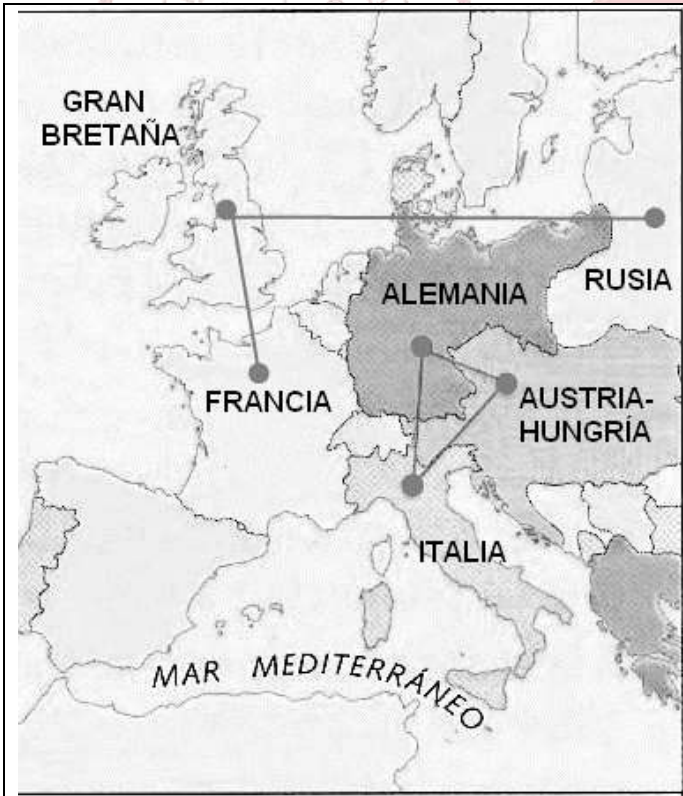 GRAN
BRETAÑA
ALEMANIA
RUSIA
FRANCIA
AUSTRIA-
HUNGRÍA
ITALIA
MAR MEDITERRÁNEO